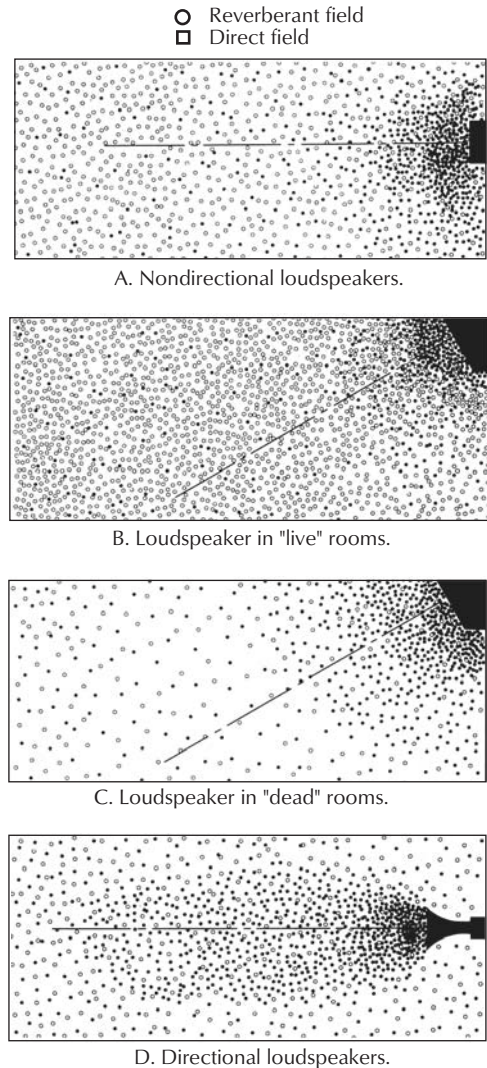 Reverberant field
Direct field
A. Nondirectional loudspeakers.
B. Loudspeaker in "live" rooms.
C. Loudspeaker in "dead" rooms.
D. Directional loudspeakers.